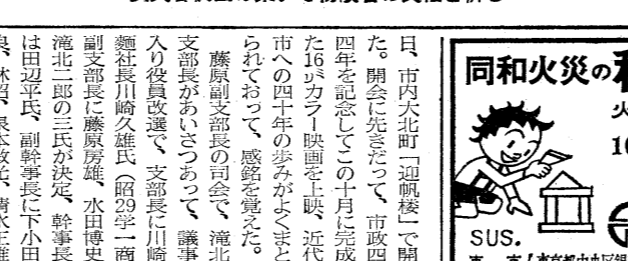 同和火災の
火
SUS.
日、市内大北町「迎帆楼」で開
た。開会に先きだって、市政四
四年を記念してこの十月に完成
た16㍉カラー映画を上映、近代
市への四十年の歩みがよくまと
られておって、感銘を覚えた。
藤原副支部長の司会で、滝北
支部長があいさつあって、議事
入り役員改選で、支部長に川崎
麵社長川崎久雄氏（昭29学一商
副支部長に藤原房雄、水田博史
滝北二郎の三氏が決定、幹事長
は田辺平氏、副幹事長に下小田